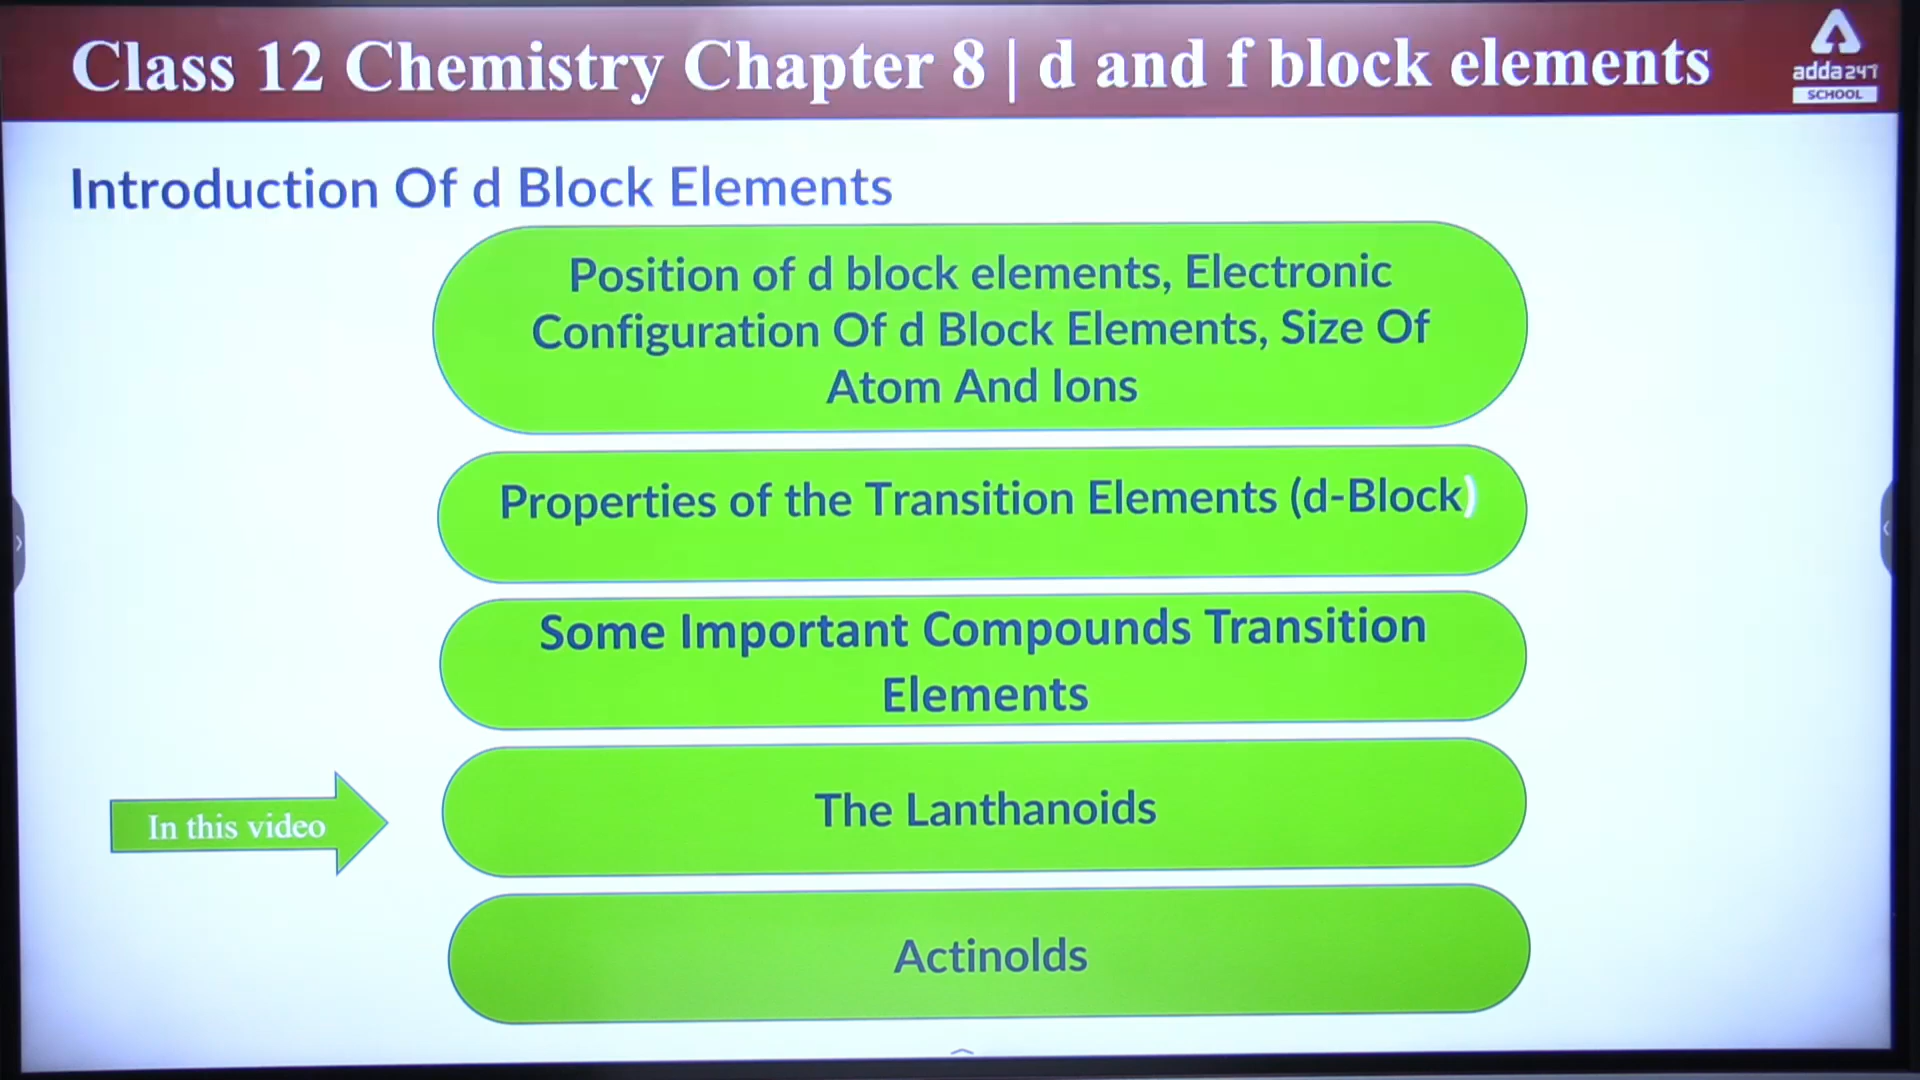 Class 12 Chemistry Chapter 8 | d and f block elements
adda247
SCHOOL
Introduction Of d Block Elements
Position of d block elements, Electronic
Configuration Of d Block Elements, Size Of
Atom And Ions
Properties of the Transition Elements (d-Block)
Some Important Compounds Transition
Elements
In this video
The Lanthanoids
Actinolds